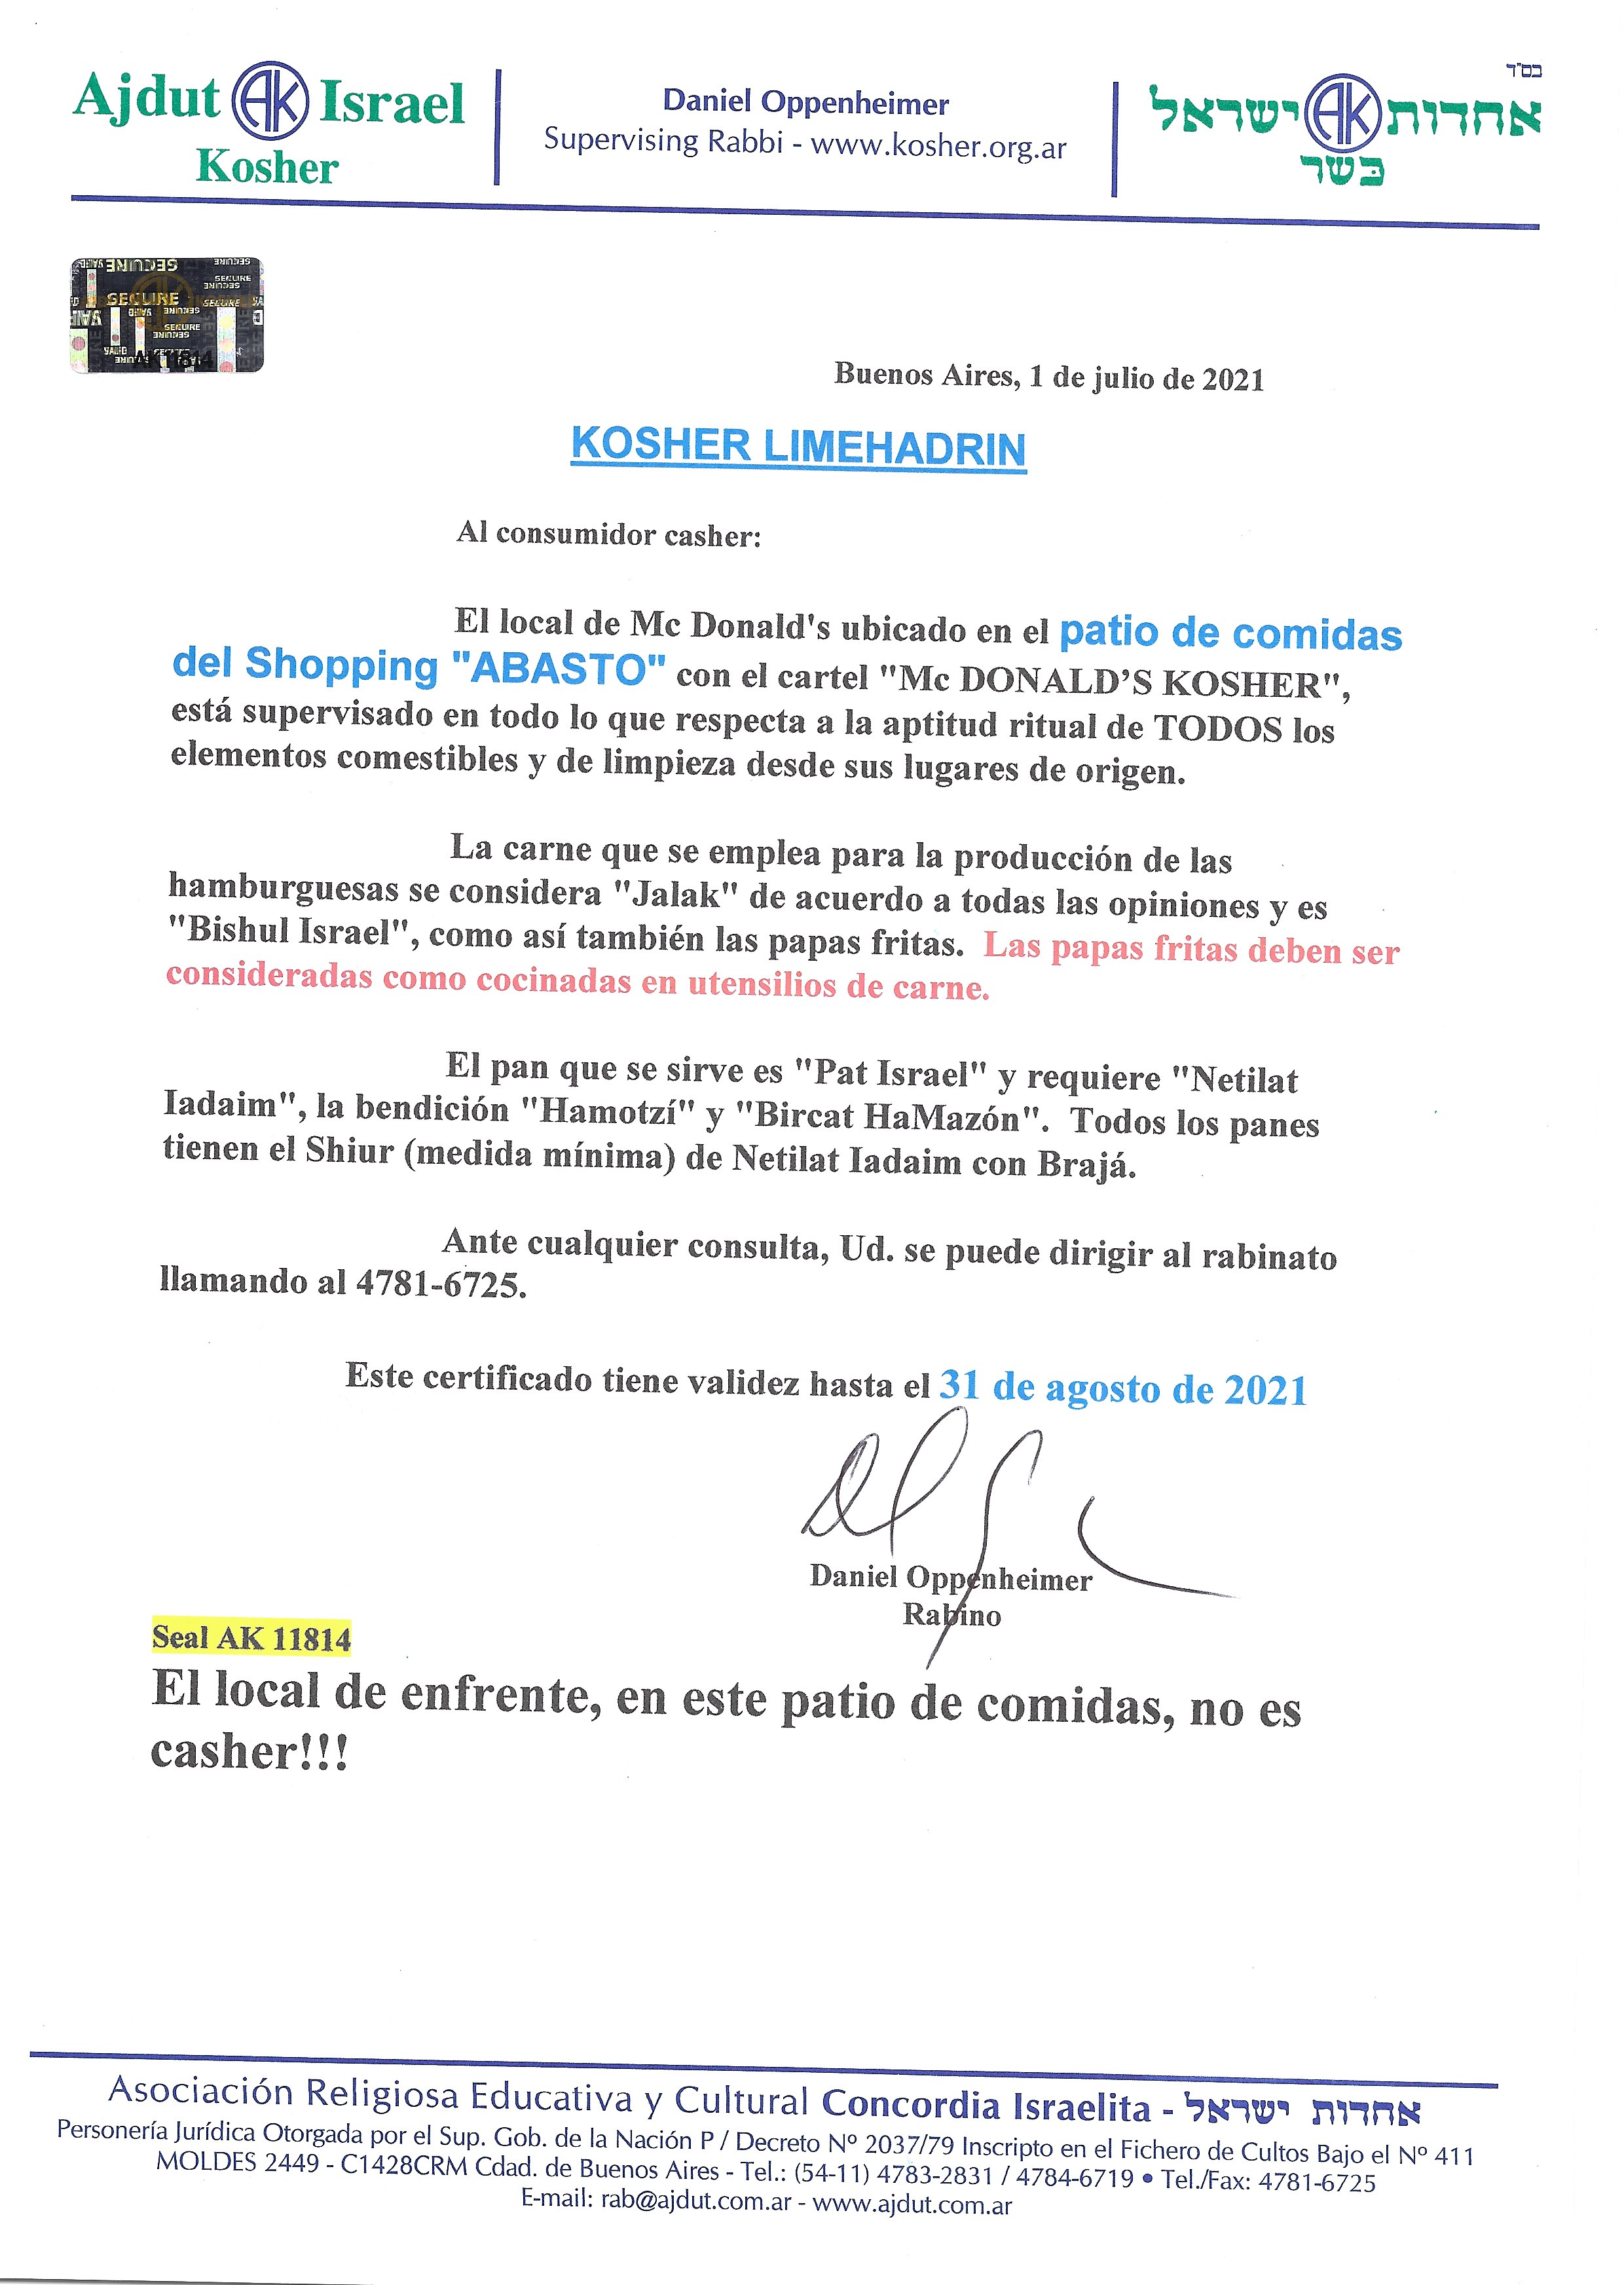 בס"ד
Ajdut AK Israel
Kosher
Daniel Oppenheimer
Supervising Rabbi - www.kosher.org.ar
אחדות AK ישראל
בשר
SECURE
AK11814
Buenos Aires, 1 de julio de 2021
KOSHER LIMEHADRIN
Al consumidor casher:
El local de Mc Donald's ubicado en el patio de comidas
del Shopping "ABASTO" con el cartel "Mc DONALD’S KOSHER",
está supervisado en todo lo que respecta a la aptitud ritual de TODOS los
elementos comestibles y de limpieza desde sus lugares de origen.
La carne que se emplea para la producción de las
hamburguesas se considera "Jalak" de acuerdo a todas las opiniones y es
"Bishul Israel", como así también las papas fritas. Las papas fritas deben ser
consideradas como cocinadas en utensilios de carne.
El pan que se sirve es "Pat Israel" y requiere "Netilat
Iadaim", la bendición "Hamotzí" y "Bircat HaMazón". Todos los panes
tienen el Shiur (medida mínima) de Netilat Iadaim con Brajá.
Ante cualquier consulta, Ud. se puede dirigir al rabinato
llamando al 4781-6725.
Este certificado tiene validez hasta el 31 de agosto de 2021
Daniel Oppenheimer
Rabino
Seal AK 11814
El local de enfrente, en este patio de comidas, no es
casher!!!
Asociación Religiosa Educativa y Cultural Concordia Israelita - אחדות ישראל
Personería Jurídica Otorgada por el Sup. Gob. de la Nación P / Decreto Nº 2037/79 Inscripto en el Fichero de Cultos Bajo el Nº 411
MOLDES 2449 - C1428CRM Cdad. de Buenos Aires - Tel.: (54-11) 4783-2831 / 4784-6719 • Tel./Fax: 4781-6725
E-mail: rab@ajdut.com.ar - www.ajdut.com.ar